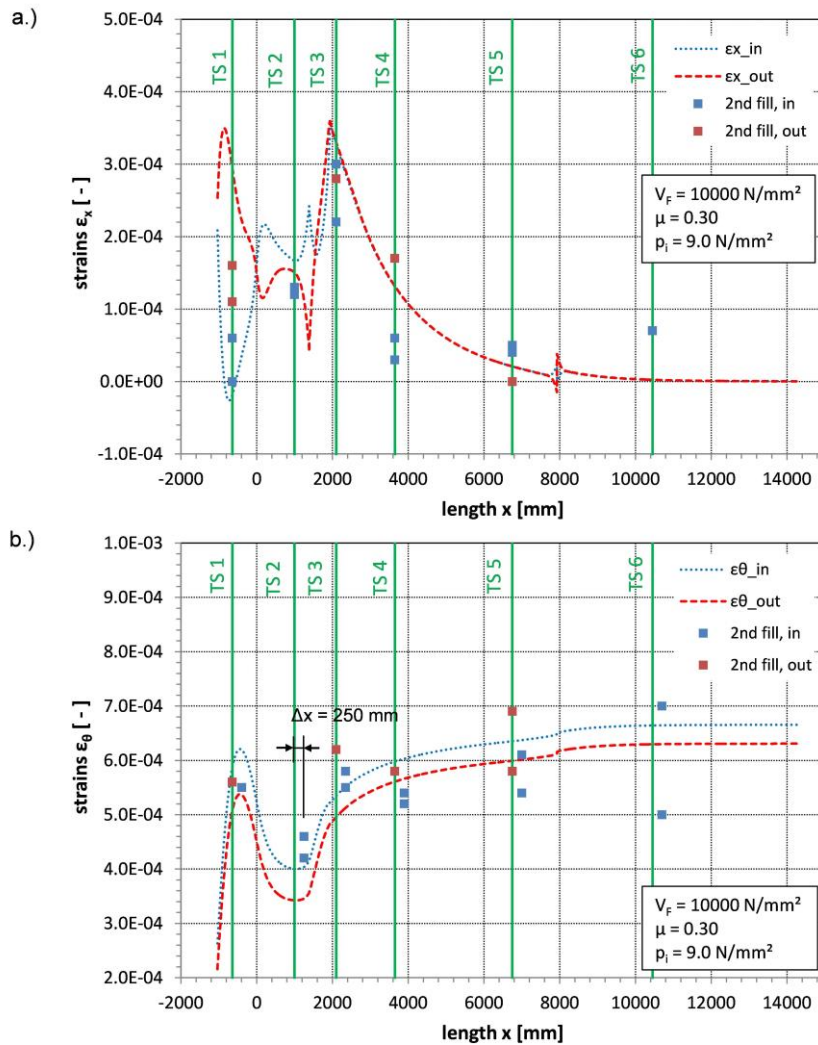 a.)
5.0E-04
4.0E-04
3.0E-04
2.0E-04
1.0E-04
0.0E+00
-1.0E-04
strains εx [ - ]
TS 1
TS 2
TS 3
TS 4
TS 5
TS 6
εx_in
εx_out
2nd fill, in
2nd fill, out
VF = 10000 N/mm²
μ = 0.30
pi = 9.0 N/mm²
-2000 0 2000 4000 6000 8000 10000 12000 14000
length x [mm]
b.)
1.0E-03
9.0E-04
8.0E-04
7.0E-04
6.0E-04
5.0E-04
4.0E-04
3.0E-04
2.0E-04
strains εθ [ - ]
TS 1
TS 2
TS 3
TS 4
TS 5
TS 6
εθ_in
εθ_out
2nd fill, in
2nd fill, out
Δx = 250 mm
VF = 10000 N/mm²
μ = 0.30
pi = 9.0 N/mm²
-2000 0 2000 4000 6000 8000 10000 12000 14000
length x [mm]